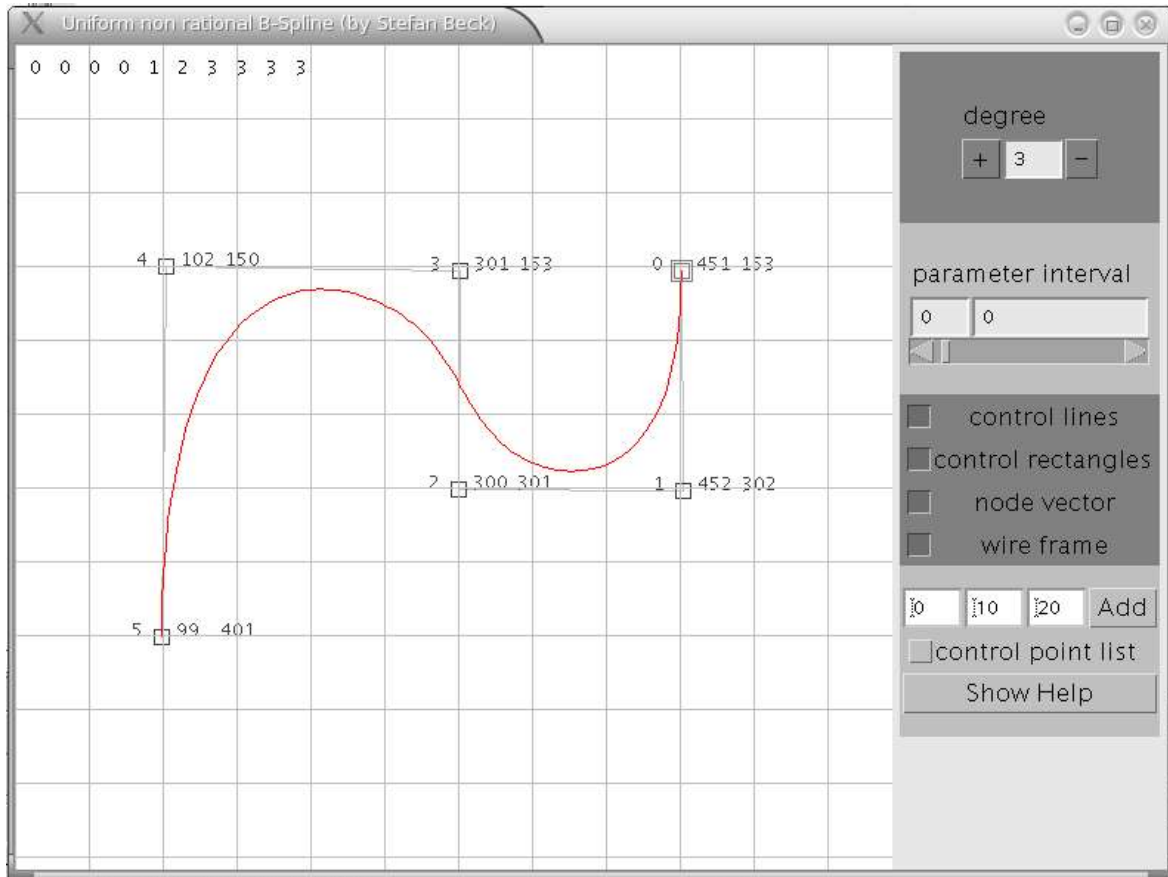 Uniform non rational B-Spline (by Stefan Beck)
0 0 0 0 1 2 3 3 3 3
degree
+ 3 -
4 102 150
3 301 153
0 451 153
parameter interval
0 0
control lines
control rectangles
2 300 301
1 452 302
node vector
wire frame
0 10 20 Add
5 99 401
control point list
Show Help